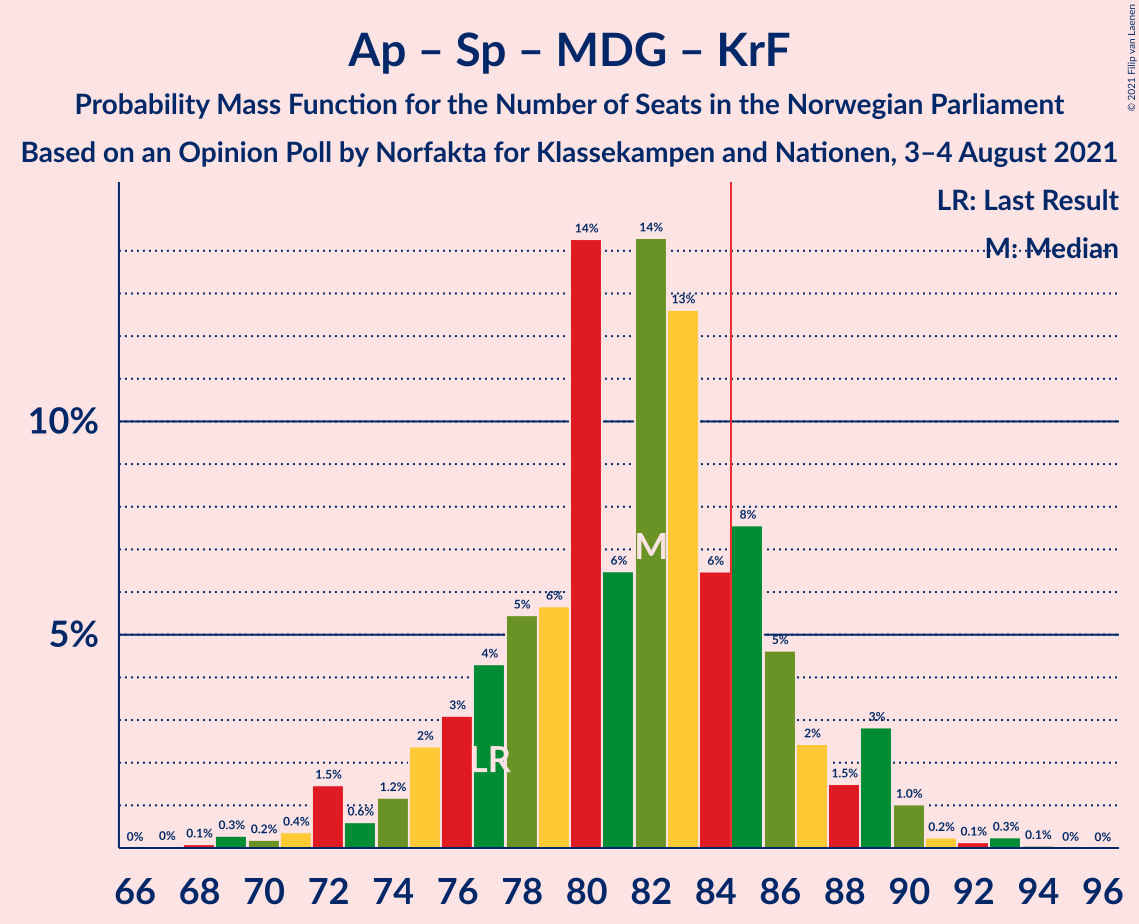 Ap – Sp – MDG – KrF
Probability Mass Function for the Number of Seats in the Norwegian Parliament
Based on an Opinion Poll by Norfakta for Klassekampen and Nationen, 3–4 August 2021
© 2021 Filip van Laenen
LR: Last Result
M: Median
10%
5%
0% 0% 0.1% 0.3% 0.2% 0.4% 1.5% 0.6% 1.2% 2% 3% 4% 5% 6% 14% 6% 14% 13% 6% 8% 5% 2% 1.5% 3% 1.0% 0.2% 0.1% 0.3% 0.1% 0% 0%
M
LR
66 68 70 72 74 76 78 80 82 84 86 88 90 92 94 96